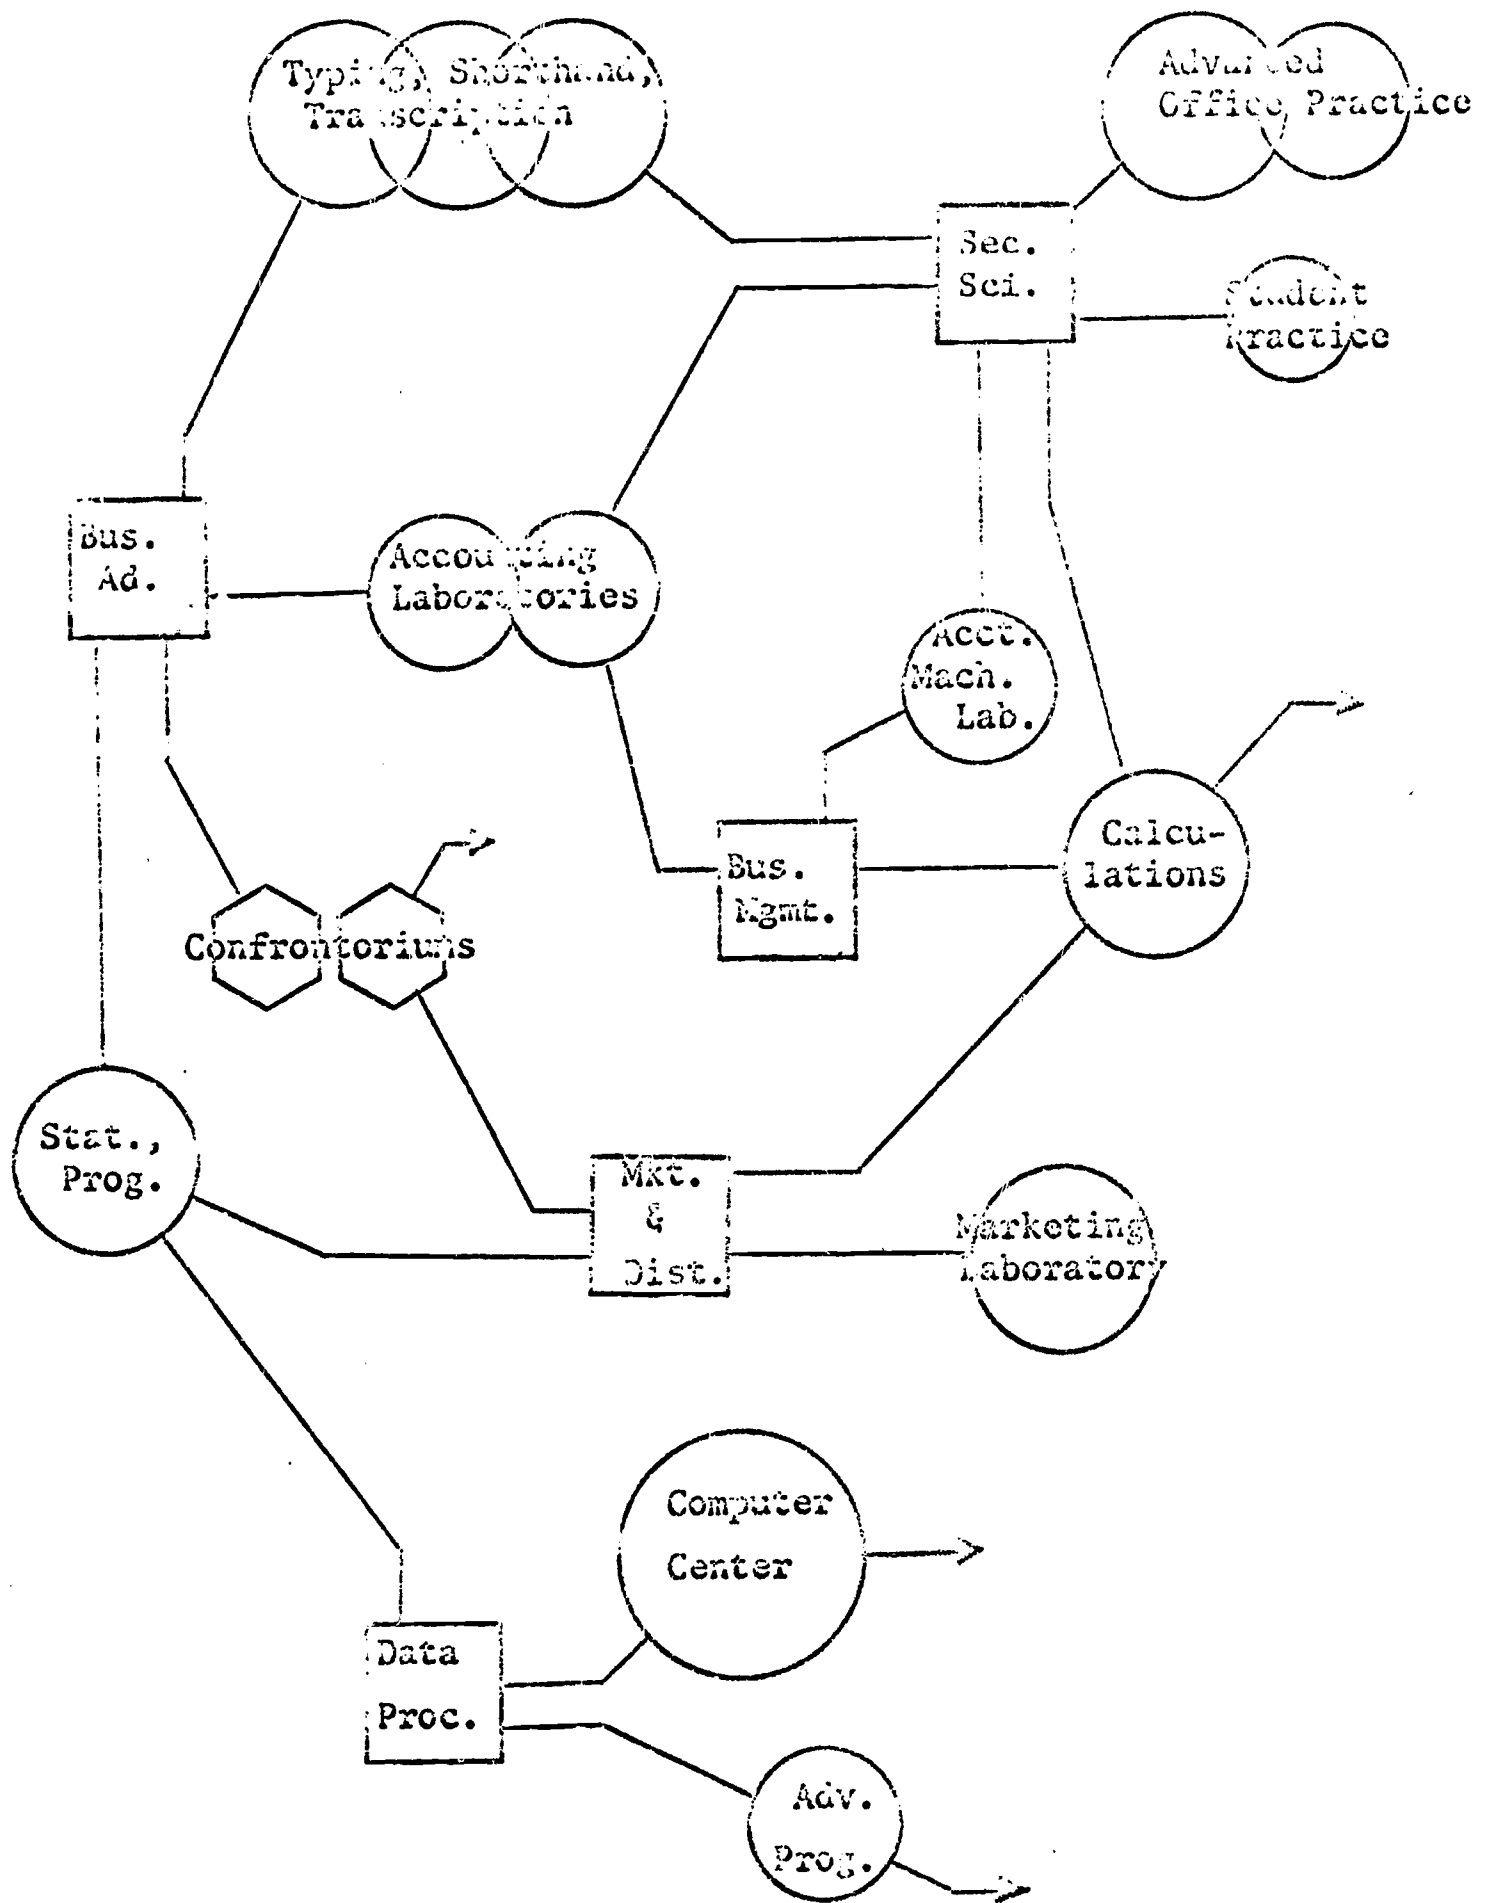 Typing, Shorthand,
Transcription
Advanced
Office Practice
Sec.
Sci.
Student
Practice
Bus.
Ad.
Accounting
Laboratories
Acct.
Mach.
Lab.
Calcu-
lations
Bus.
Mgmt.
Confrontoriums
Stat.,
Prog.
Mkt.
&
Dist.
Marketing
Laboratory
Computer
Center
Data
Proc.
Adv.
Prog.